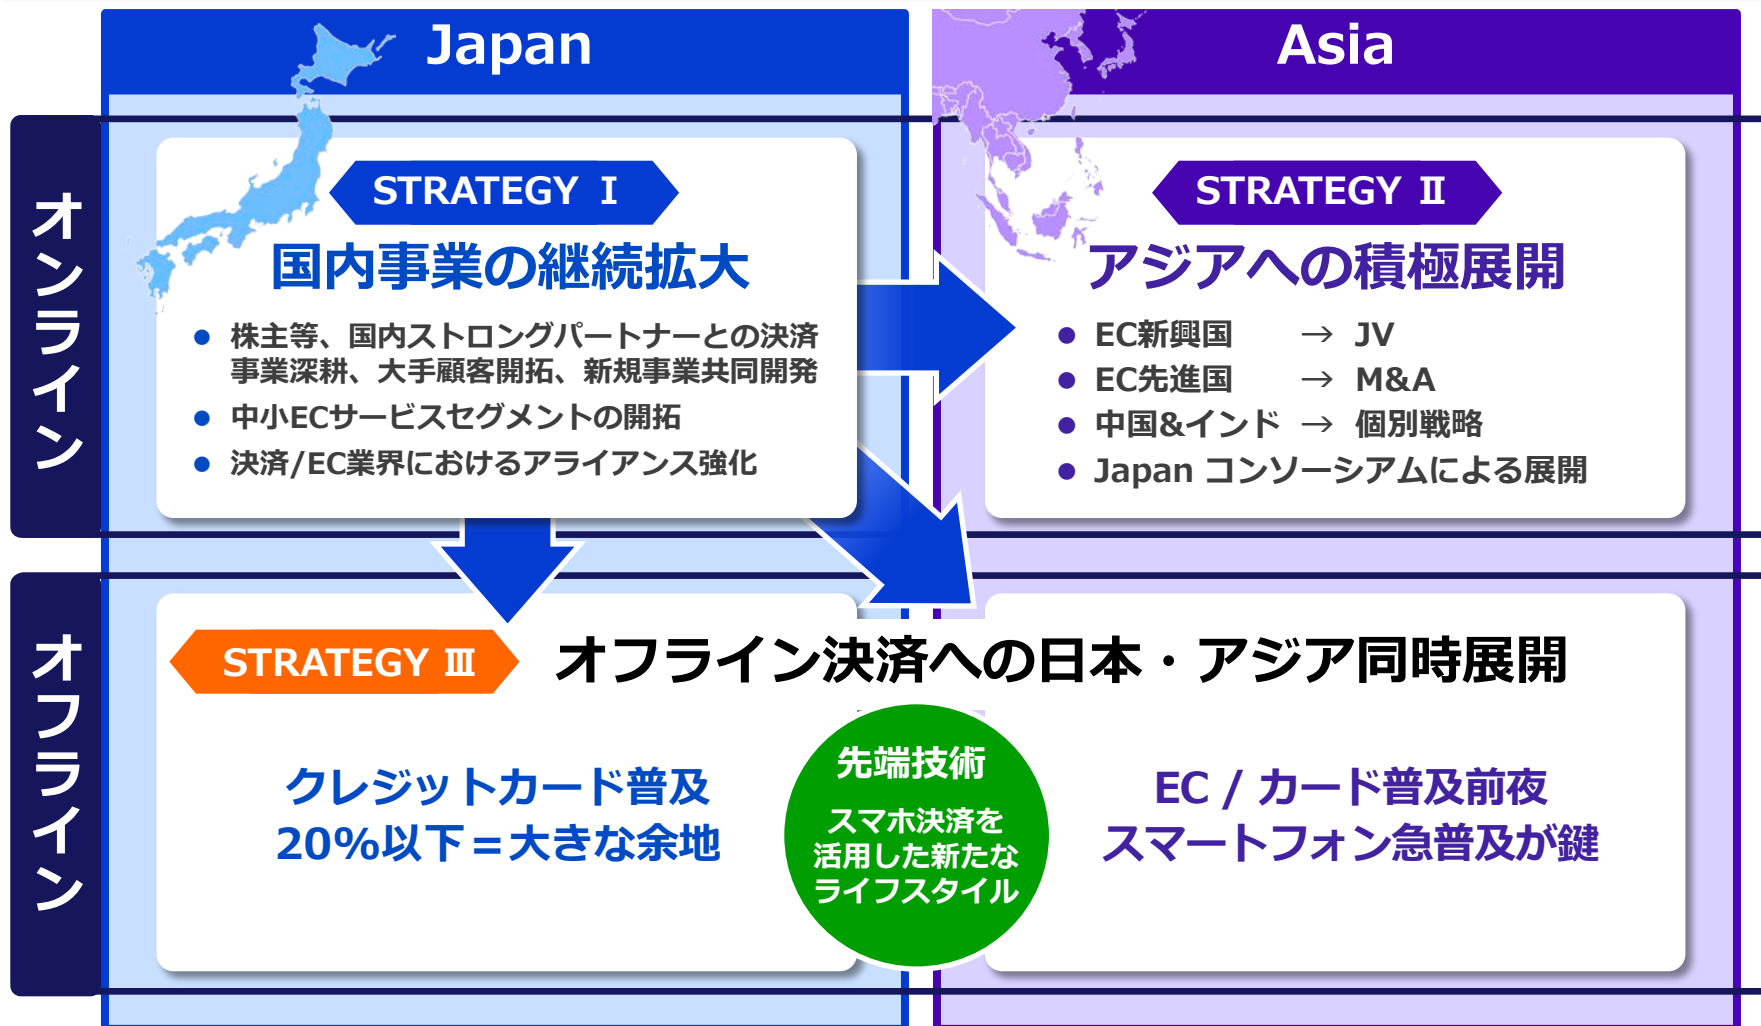 Japan
Asia
オンライン
STRATEGY Ⅰ
国内事業の継続拡大
● 株主等、国内ストロングパートナーとの決済
事業深耕、大手顧客開拓、新規事業共同開発
● 中小ECサービスセグメントの開拓
● 決済/EC業界におけるアライアンス強化
STRATEGY Ⅱ
アジアへの積極展開
● EC新興国 → JV
● EC先進国 → M&A
● 中国&インド → 個別戦略
● Japan コンソーシアムによる展開
オフライン
STRATEGY Ⅲ
オフライン決済への日本・アジア同時展開
クレジットカード普及
20%以下＝大きな余地
先端技術
スマホ決済を
活用した新たな
ライフスタイル
EC / カード普及前夜
スマートフォン急普及が鍵